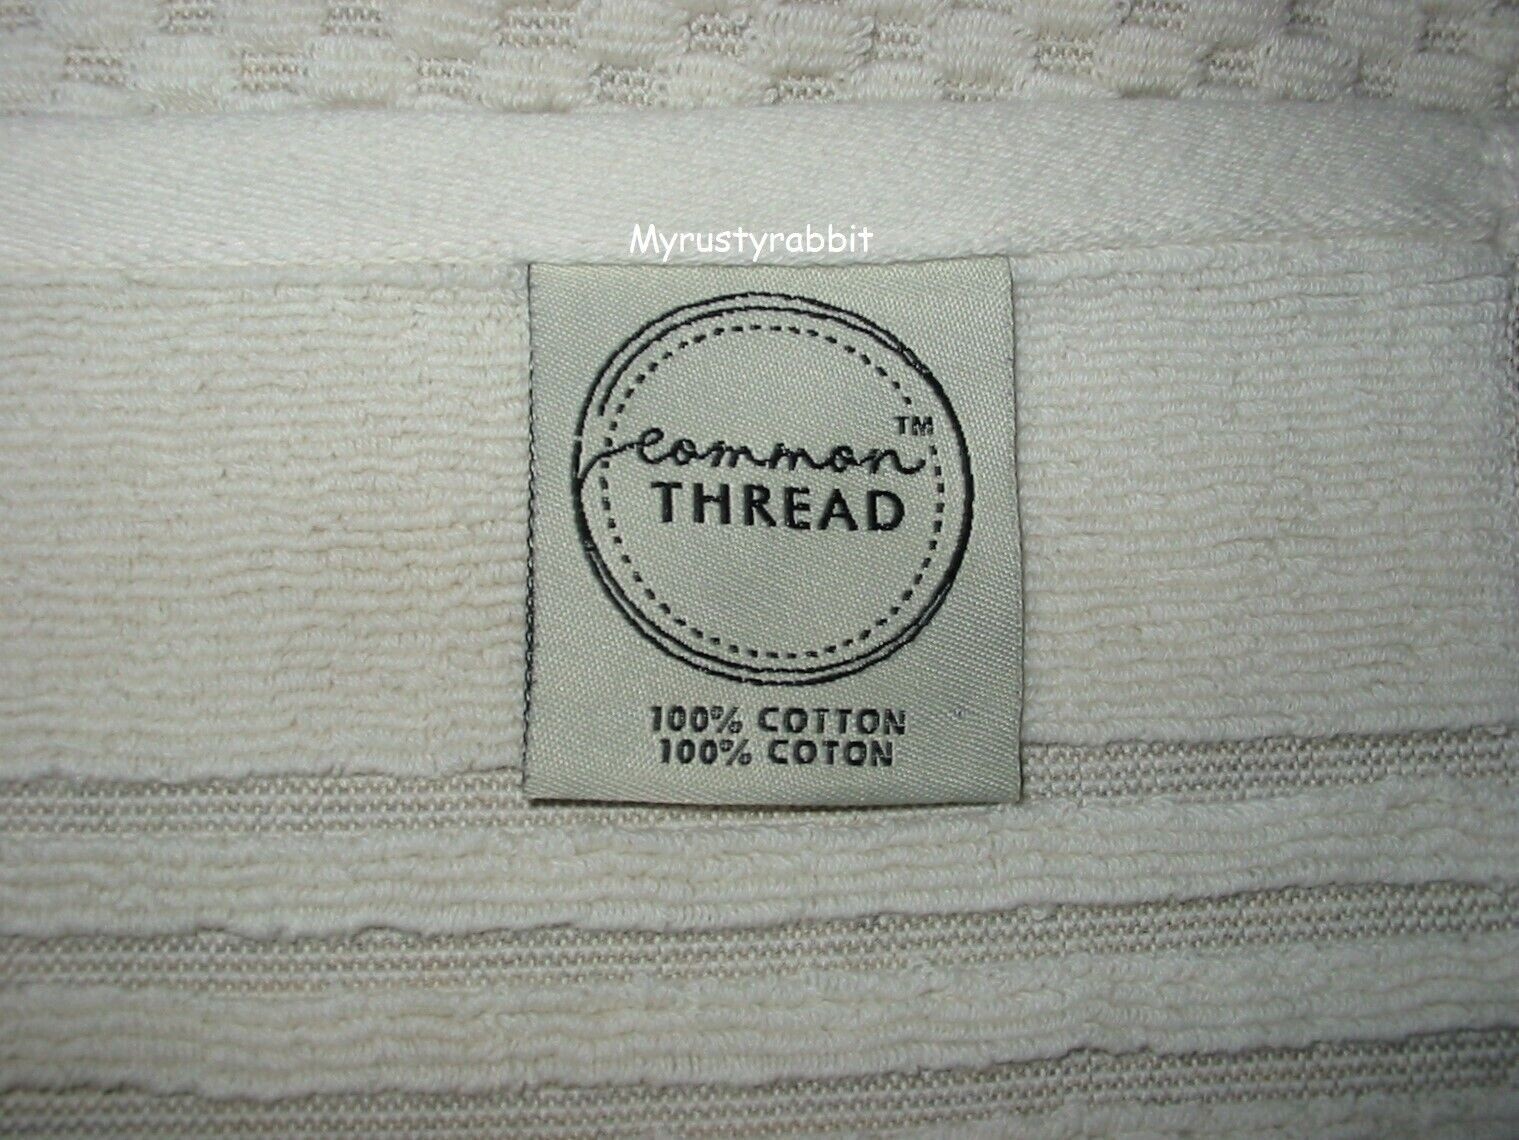 Myrustyrabbit
common™
THREAD
100% COTTON
100% COTON